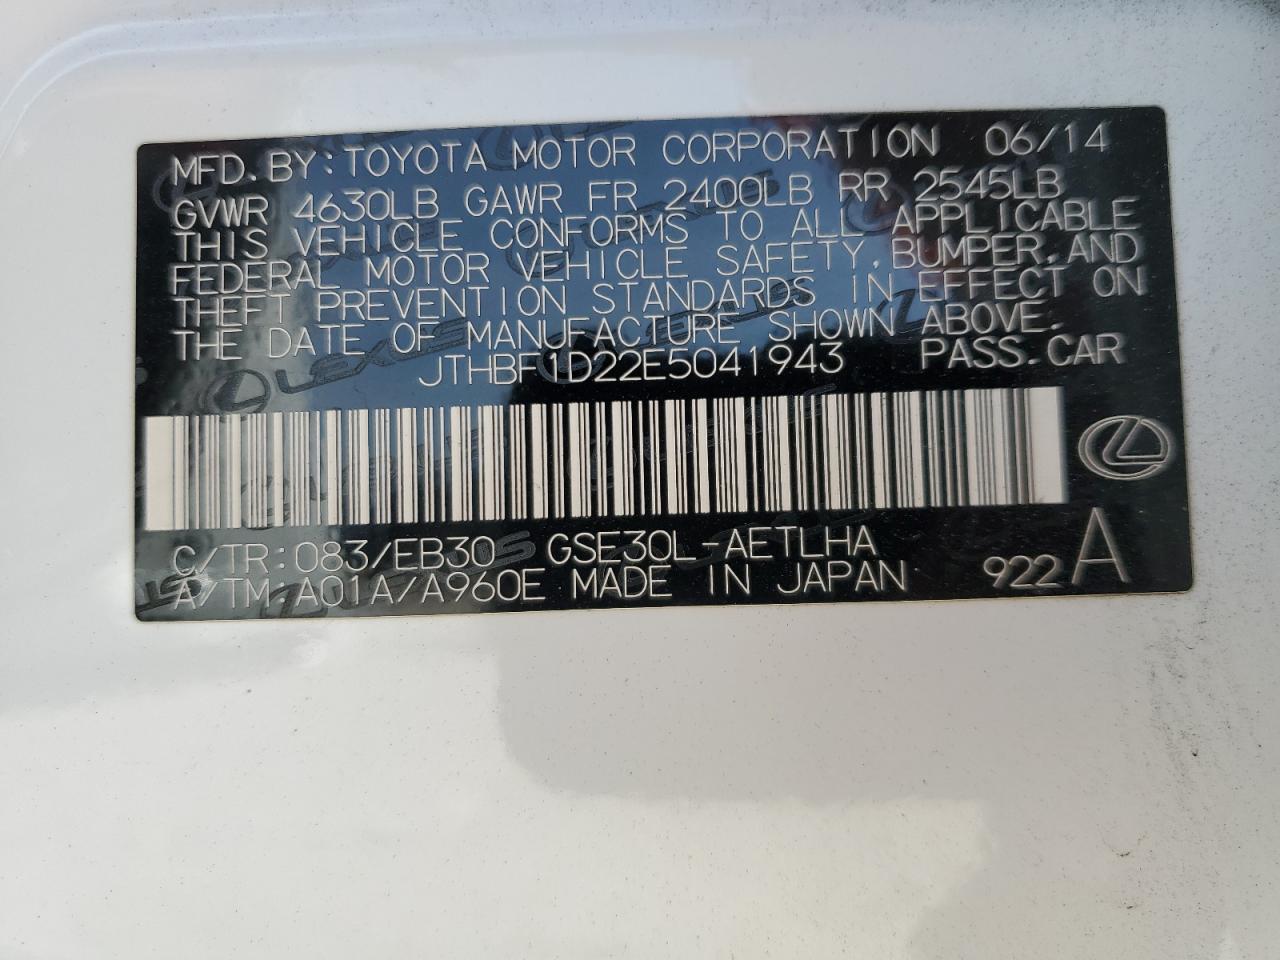 MFD. BY: TOYOTA MOTOR CORPORATION 06/14
GVWR 4630LB GAWR FR 2400LB RR 2545LB
THIS VEHICLE CONFORMS TO ALL APPLICABLE
FEDERAL MOTOR VEHICLE SAFETY, BUMPER, AND
THEFT PREVENTION STANDARDS IN EFFECT ON
THE DATE OF MANUFACTURE SHOWN ABOVE.
JTHBF1D22E5041943 PASS. CAR
C/TR: 083/EB30 GSE30L-AETLHA
A/TM: A01A/A960E MADE IN JAPAN 922 A
LEXUS